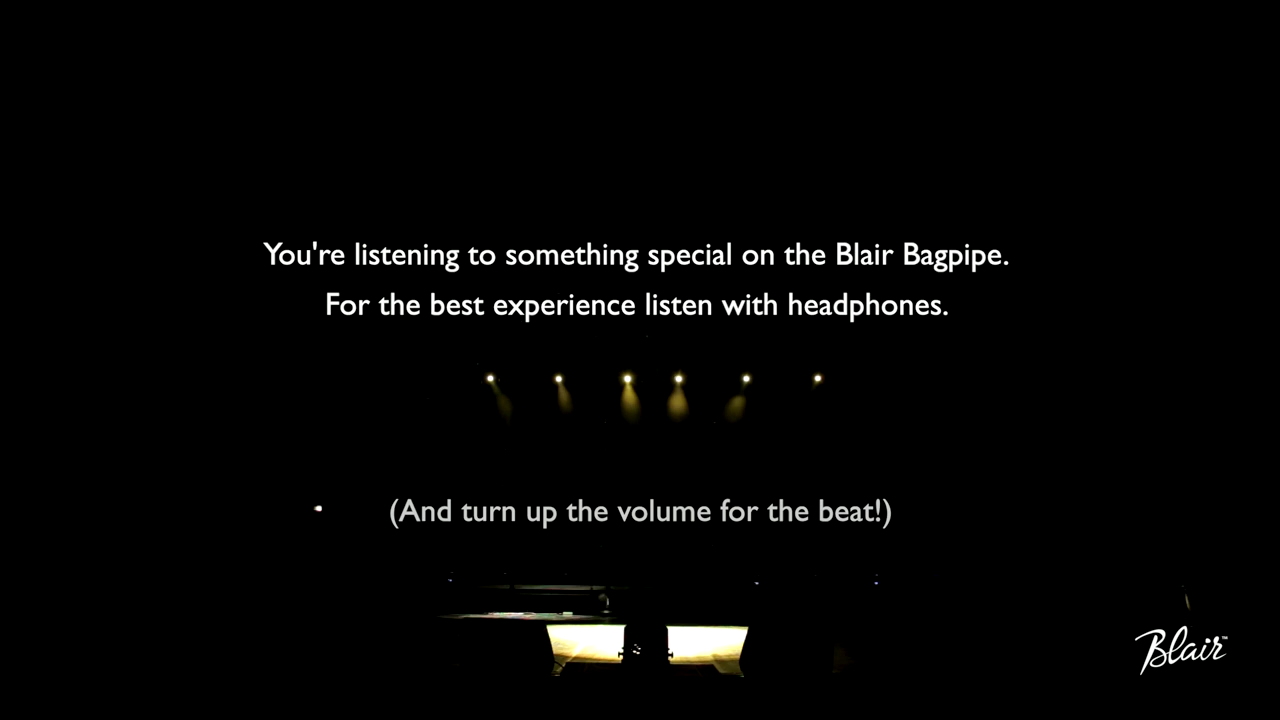 You're listening to something special on the Blair Bagpipe.
For the best experience listen with headphones.
(And turn up the volume for the beat!)
Blair™